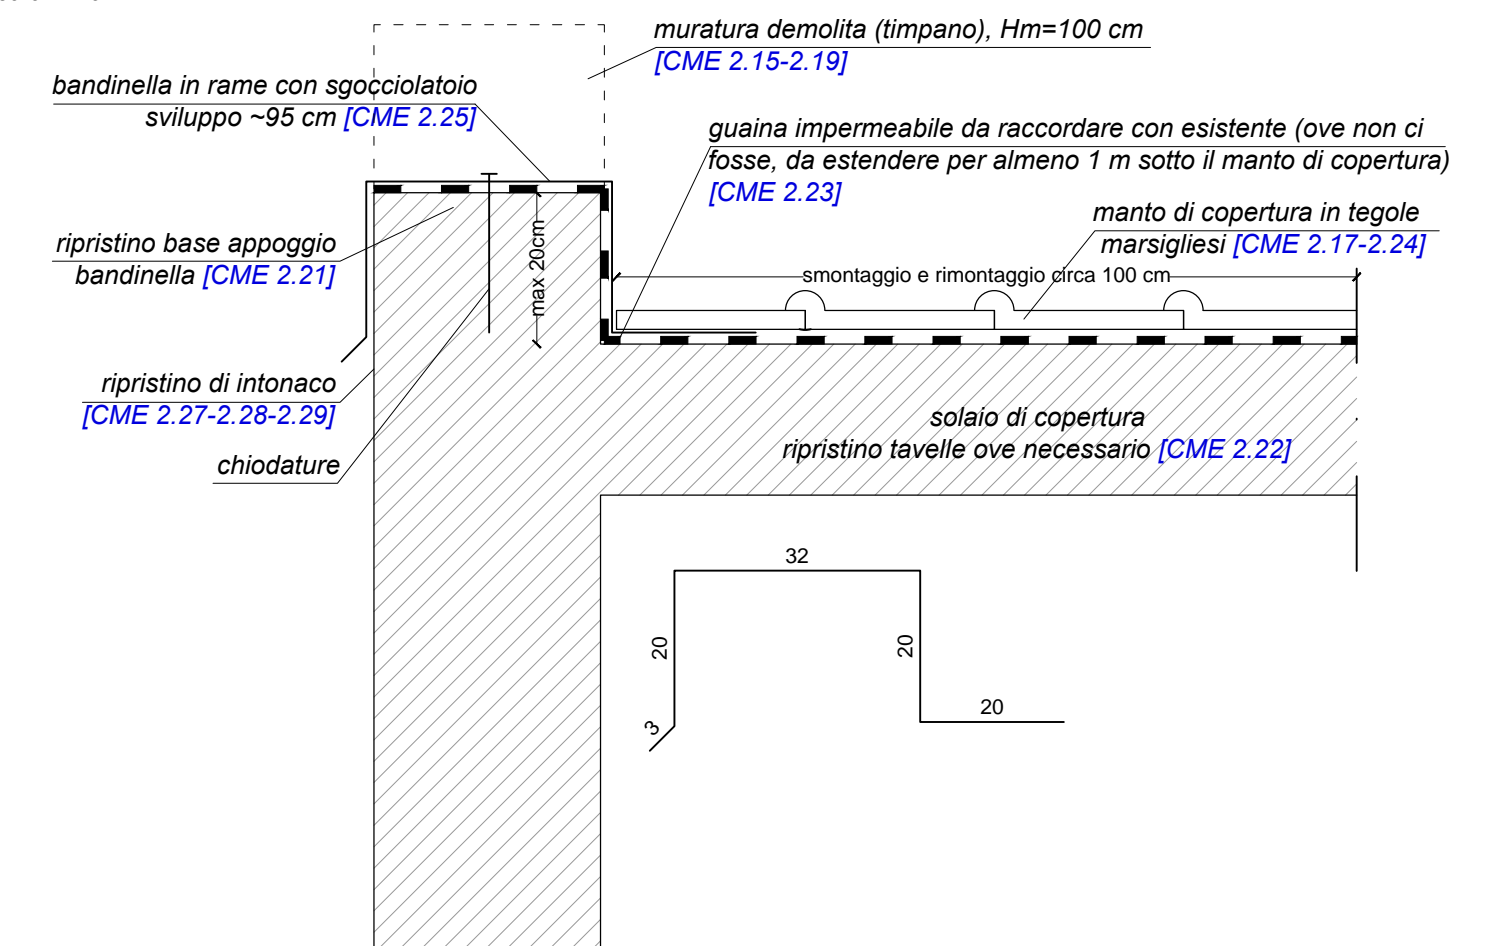 muratura demolita (timpano), Hm=100 cm
[CME 2.15-2.19]
bandinella in rame con sgocciolatoio
sviluppo ~95 cm [CME 2.25]
guaina impermeabile da raccordare con esistente (ove non ci
fosse, da estendere per almeno 1 m sotto il manto di copertura)
[CME 2.23]
manto di copertura in tegole
marsigliesi [CME 2.17-2.24]
ripristino base appoggio
bandinella [CME 2.21]
max 20cm
smontaggio e rimontaggio circa 100 cm
ripristino di intonaco
[CME 2.27-2.28-2.29]
chiodature
solaio di copertura
ripristino tavelle ove necessario [CME 2.22]
32
20
20
20
3